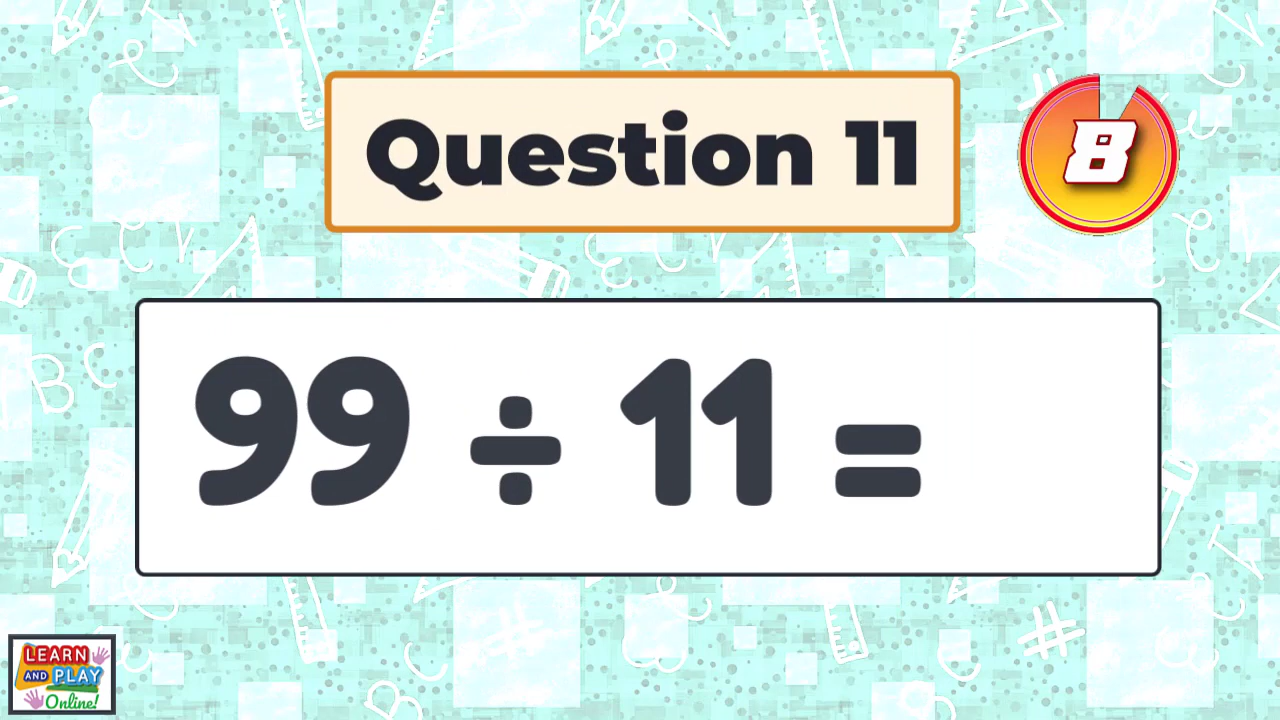 Question 11
8
99 ÷ 11 =
LEARN
AND PLAY
Online!